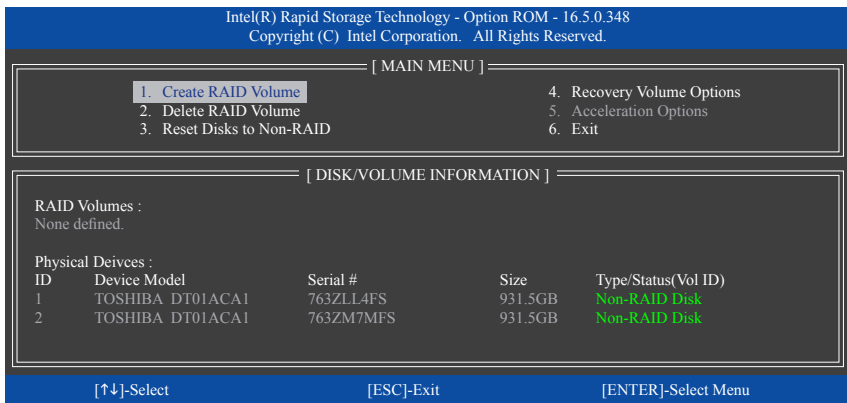 Intel(R) Rapid Storage Technology - Option ROM - 16.5.0.348
Copyright (C) Intel Corporation. All Rights Reserved.
[ MAIN MENU ]
1. Create RAID Volume
2. Delete RAID Volume
3. Reset Disks to Non-RAID
4. Recovery Volume Options
5. Acceleration Options
6. Exit
[ DISK/VOLUME INFORMATION ]
RAID Volumes :
None defined.
Physical Deivces :
ID Device Model Serial # Size Type/Status(Vol ID)
1 TOSHIBA DT01ACA1 763ZLL4FS 931.5GB Non-RAID Disk
2 TOSHIBA DT01ACA1 763ZM7MFS 931.5GB Non-RAID Disk
[↑↓]-Select [ESC]-Exit [ENTER]-Select Menu